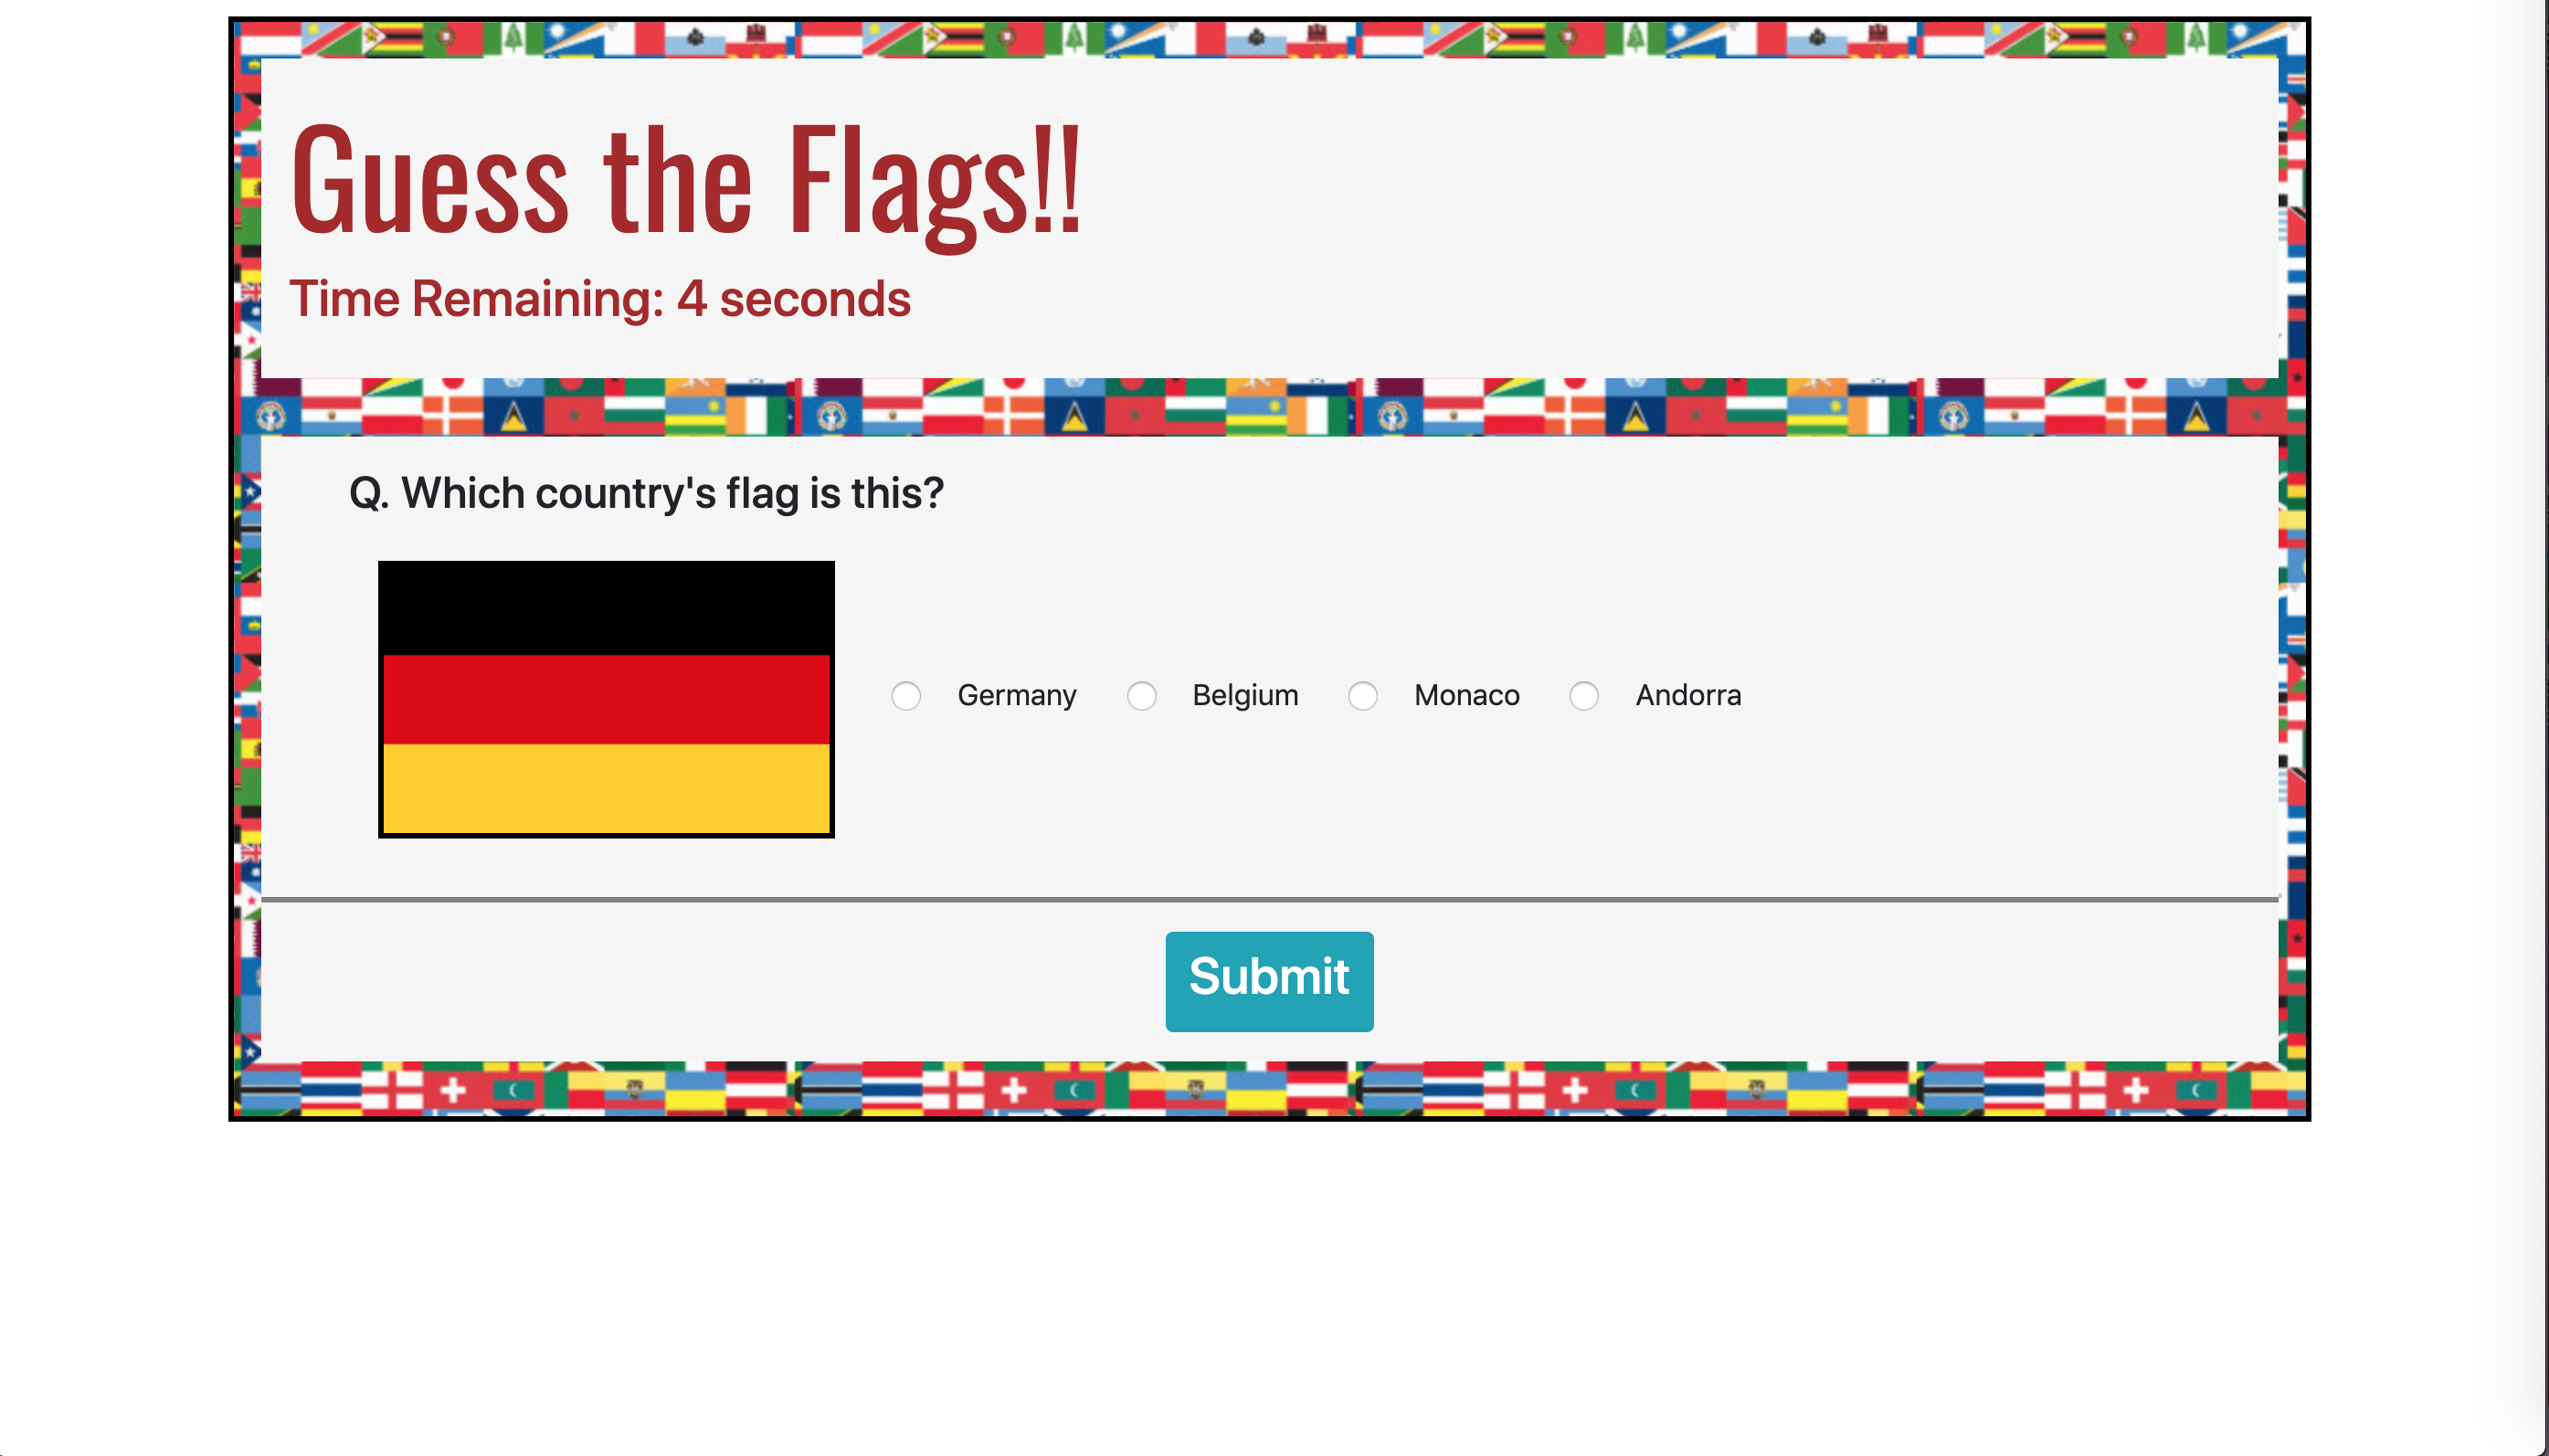 Guess the Flags!!
Time Remaining: 4 seconds
Q. Which country's flag is this?
Germany Belgium Monaco Andorra
Submit